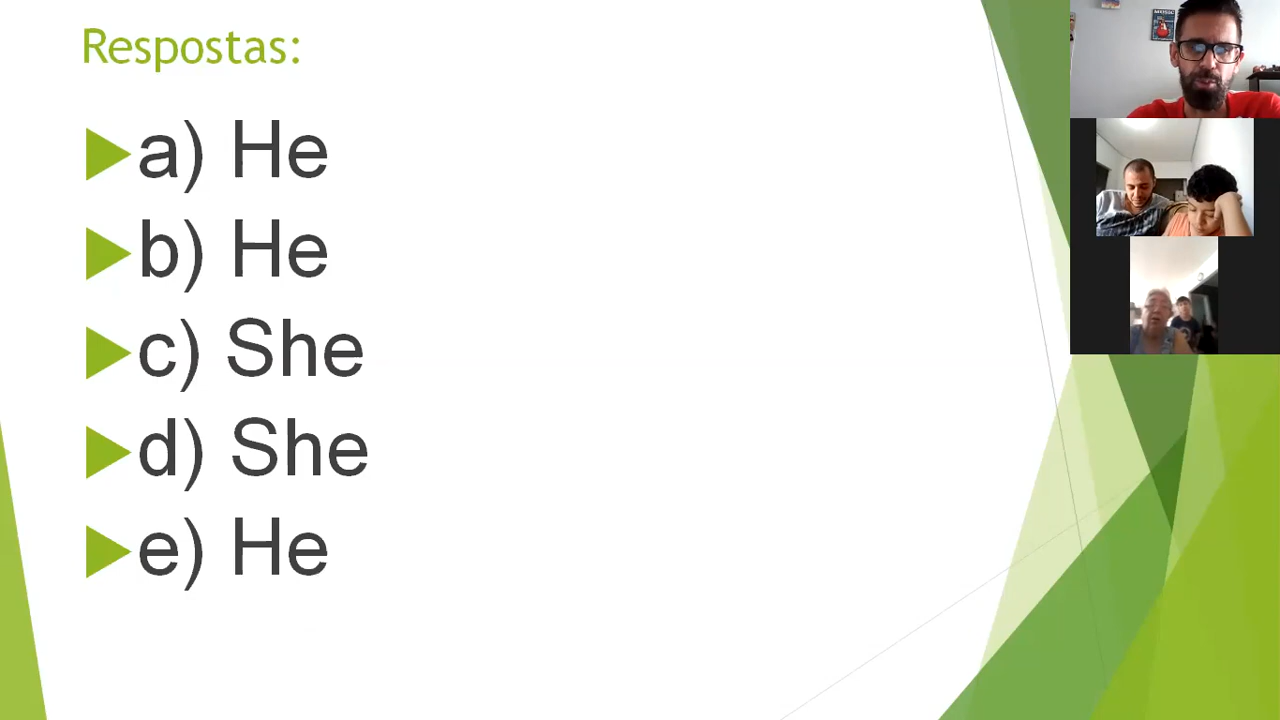 Respostas:
a) He
b) He
c) She
d) She
e) He